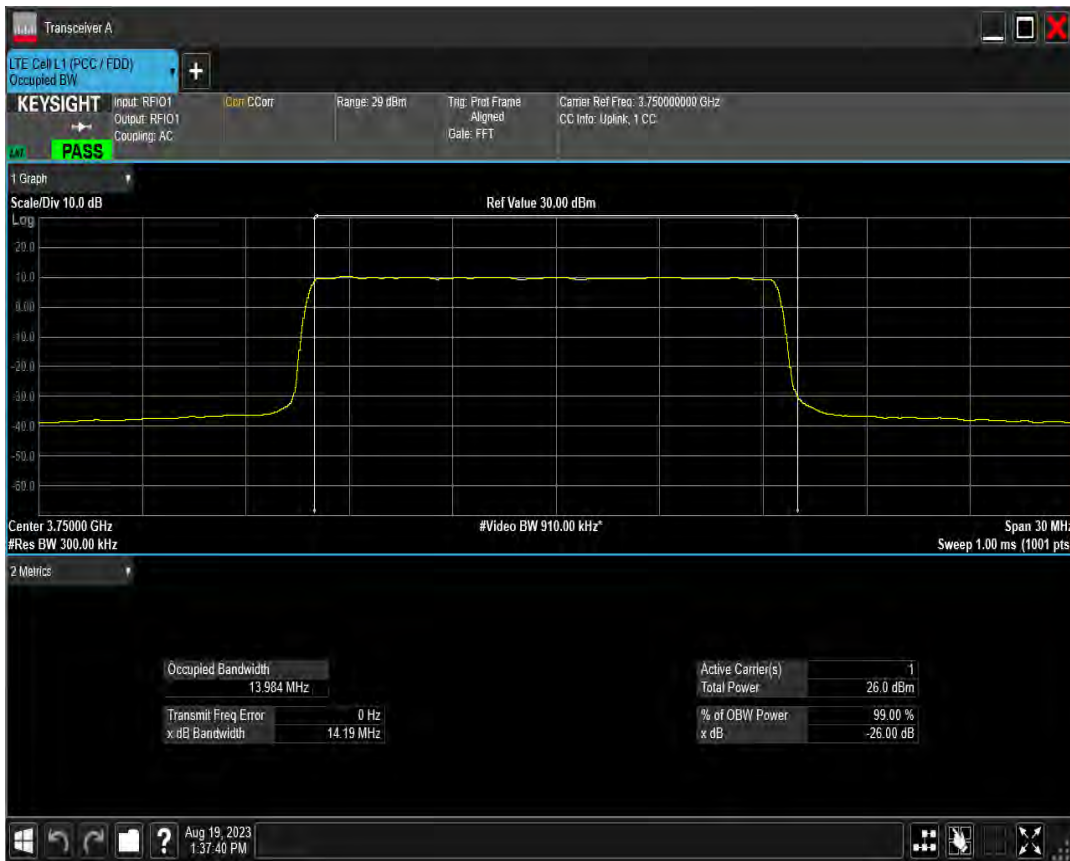 Transceiver A
LTE Cell L1 (PCC / FDD)
Occupied BW
KEYSIGHT
PASS
Input: RFIO1
Output: RFIO1
Coupling: AC
Corr CCorr
Range: 29 dBm
Trig: Prot Frame
Aligned
Gate: FFT
Carrier Ref Freq: 3.750000000 GHz
CC Info: Uplink, 1 CC
1 Graph
Scale/Div 10.0 dB
Ref Value 30.00 dBm
Log
20.0
10.0
0.00
-10.0
-20.0
-30.0
-40.0
-50.0
-60.0
Center 3.75000 GHz
#Video BW 910.00 kHz*
Span 30 MHz
#Res BW 300.00 kHz
Sweep 1.00 ms (1001 pts
2 Metrics
Occupied Bandwidth
13.984 MHz
Transmit Freq Error 0 Hz
x dB Bandwidth 14.19 MHz
Active Carrier(s) 1
Total Power 26.0 dBm
% of OBW Power 99.00 %
x dB -26.00 dB
Aug 19, 2023
1:37:40 PM